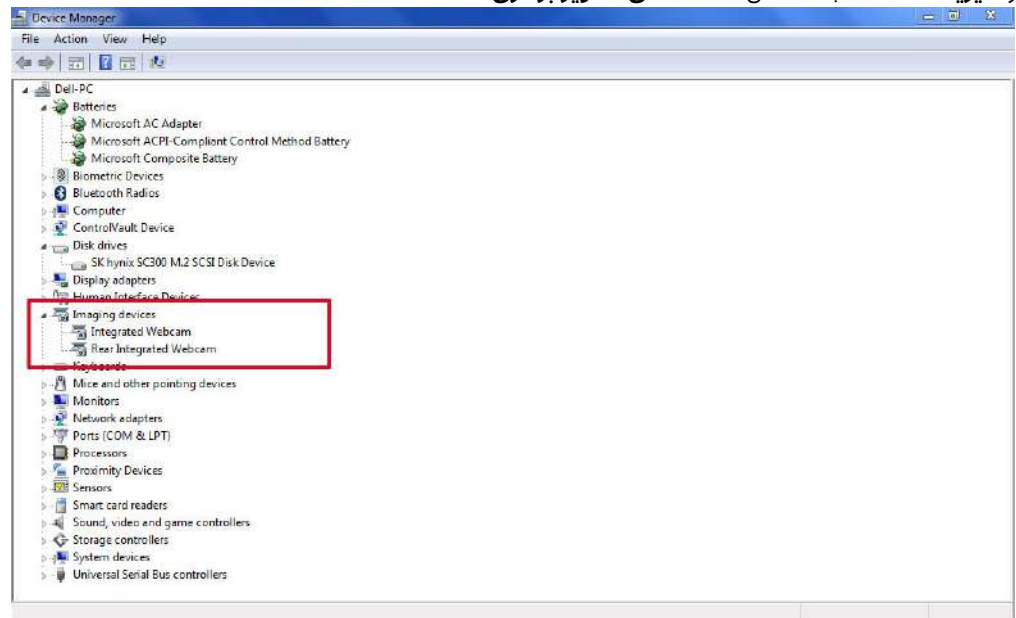 Device Manager
File Action View Help
Dell-PC
Batteries
Microsoft AC Adapter
Microsoft ACPI-Compliant Control Method Battery
Microsoft Composite Battery
Biometric Devices
Bluetooth Radios
Computer
ControlVault Device
Disk drives
SK hynix SC300 M.2 SCSI Disk Device
Display adapters
Human Interface Devices
Imaging devices
Integrated Webcam
Rear Integrated Webcam
Keyboards
Mice and other pointing devices
Monitors
Network adapters
Ports (COM & LPT)
Processors
Proximity Devices
Sensors
Smart card readers
Sound, video and game controllers
Storage controllers
System devices
Universal Serial Bus controllers